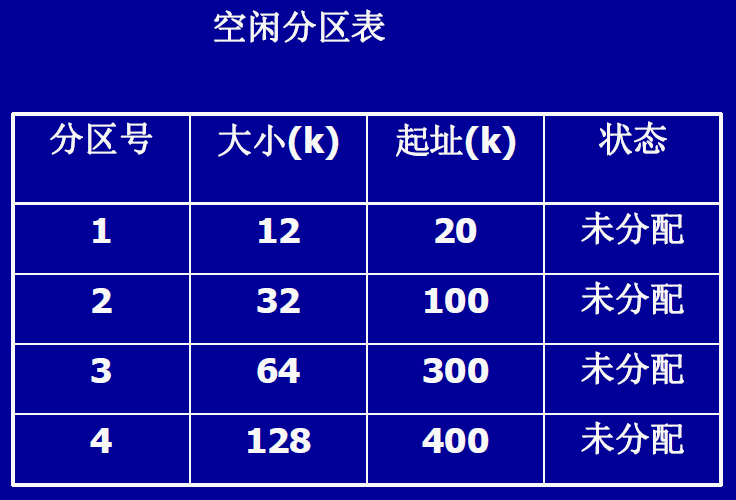 空闲分区表
分区号 大小(k) 起址(k) 状态
1 12 20 未分配
2 32 100 未分配
3 64 300 未分配
4 128 400 未分配